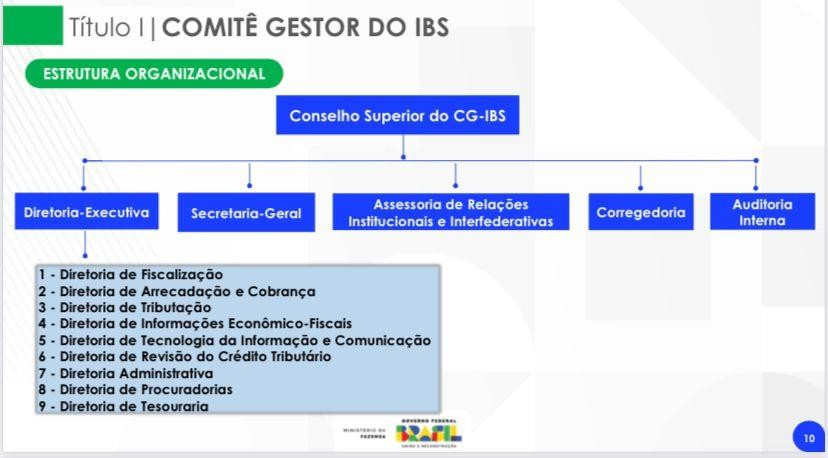 Título I||COMITÊ GESTOR DO IBS
ESTRUTURA ORGANIZACIONAL
Conselho Superior do CG-IBS
Diretoria-Executiva
Secretaria-Geral
Assessoria de Relações
Institucionais e Interfederativas
Corregedoria
Auditoria
Interna
1 - Diretoria de Fiscalização
2 - Diretoria de Arrecadação e Cobrança
3 - Diretoria de Tributação
4 - Diretoria de Informações Econômico-Fiscais
5 - Diretoria de Tecnologia da Informação e Comunicação
6 - Diretoria de Revisão do Crédito Tributário
7 - Diretoria Administrativa
8 - Diretoria de Procuradorias
9 - Diretoria de Tesouraria
MINISTÉRIO DA
FAZENDA
GOVERNO FEDERAL
BRASIL
UNIÃO E RECONSTRUÇÃO
10